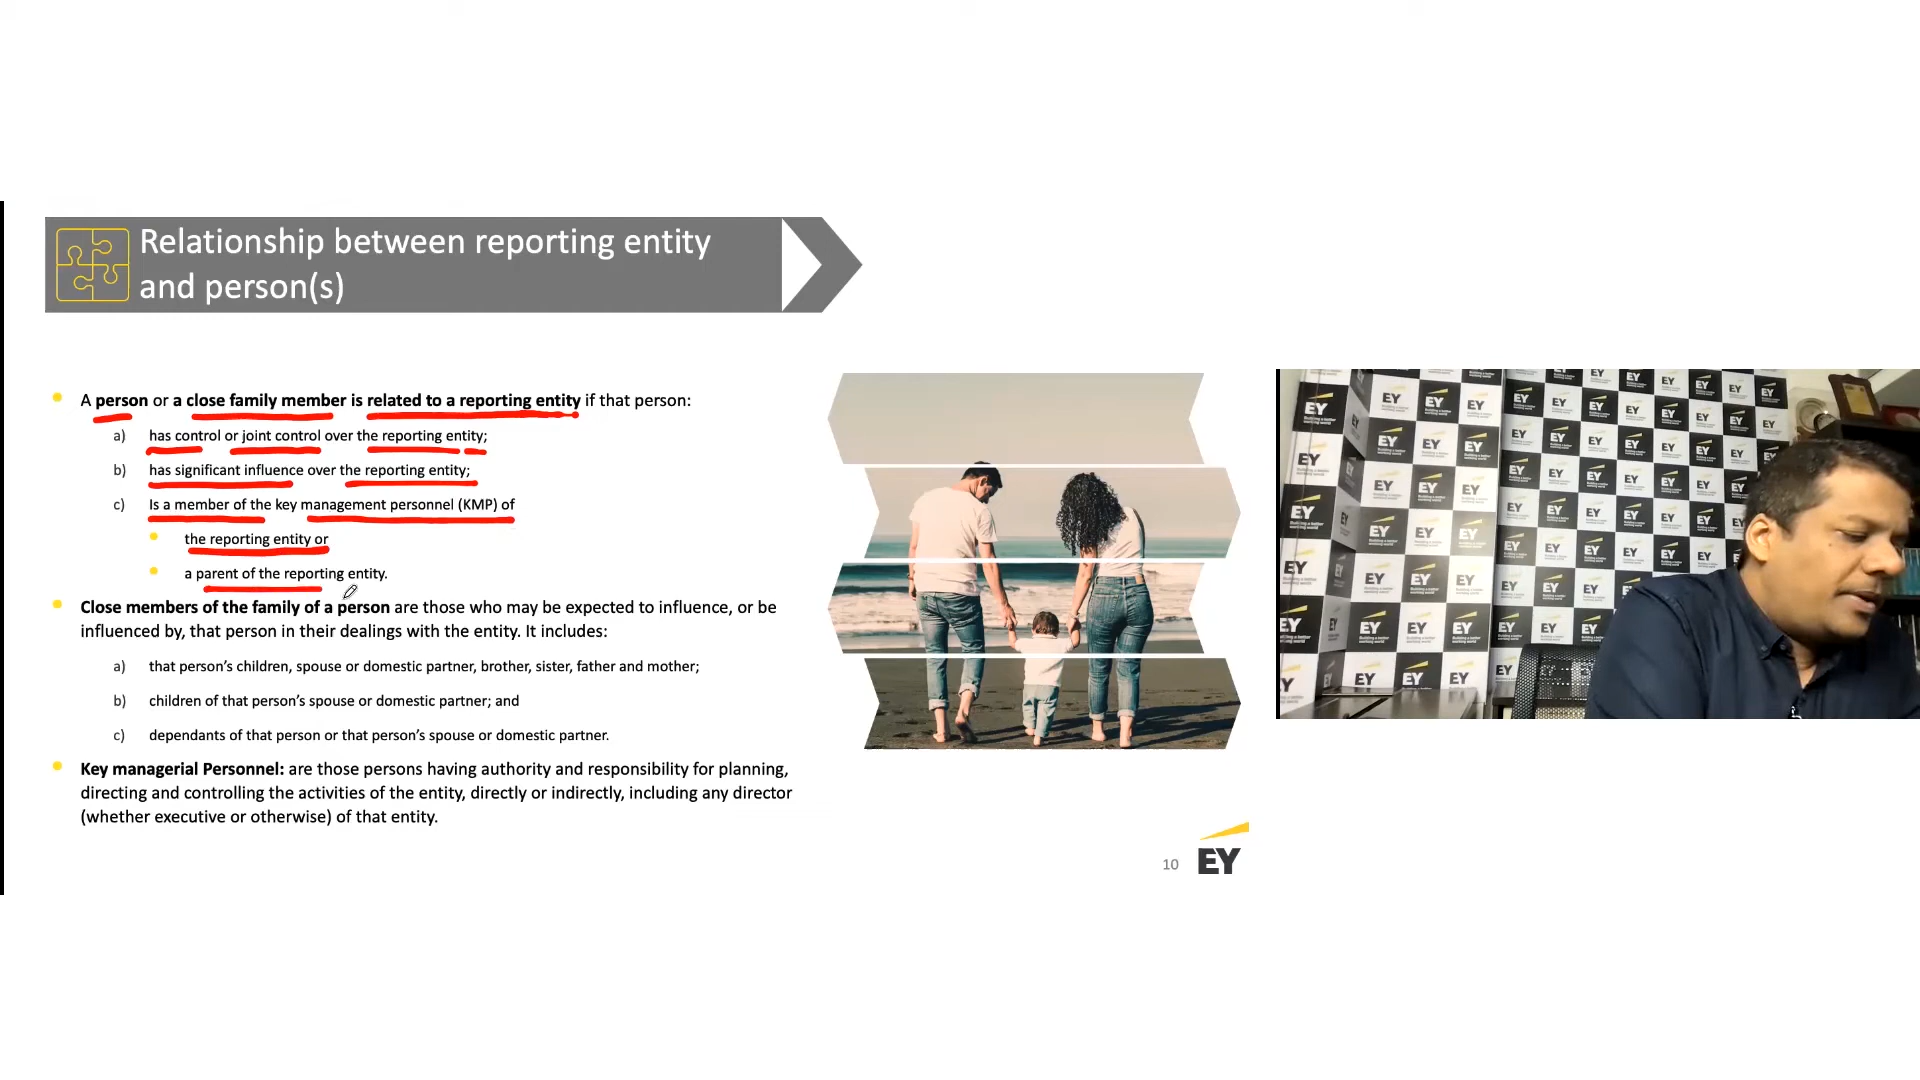 Relationship between reporting entity
and person(s)
A person or a close family member is related to a reporting entity if that person:
a) has control or joint control over the reporting entity;
b) has significant influence over the reporting entity;
c) Is a member of the key management personnel (KMP) of
the reporting entity or
a parent of the reporting entity.
Close members of the family of a person are those who may be expected to influence, or be
influenced by, that person in their dealings with the entity. It includes:
a) that person's children, spouse or domestic partner, brother, sister, father and mother;
b) children of that person's spouse or domestic partner; and
c) dependants of that person or that person's spouse or domestic partner.
Key managerial Personnel: are those persons having authority and responsibility for planning,
directing and controlling the activities of the entity, directly or indirectly, including any director
(whether executive or otherwise) of that entity.
10 EY
EY
Building a better
working world